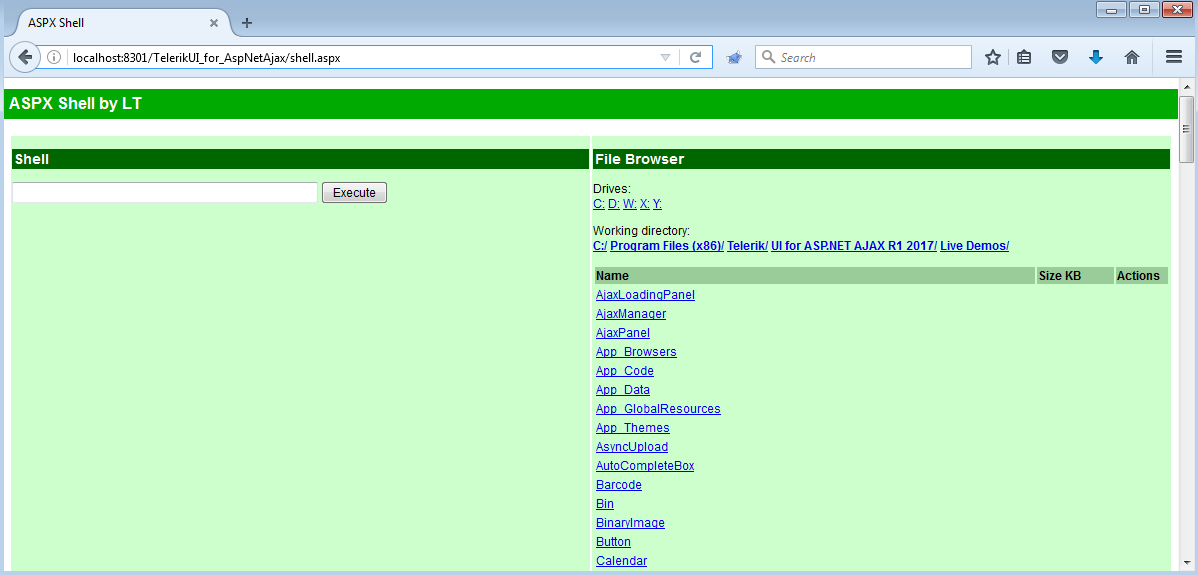 ASPX Shell
localhost:8301/TelerikUI_for_AspNetAjax/shell.aspx
Search
ASPX Shell by LT
Shell
Execute
File Browser
Drives:
C: D: W: X: Y:
Working directory:
C:/ Program Files (x86)/ Telerik/ UI for ASP.NET AJAX R1 2017/ Live Demos/
Name Size KB Actions
AjaxLoadingPanel
AjaxManager
AjaxPanel
App_Browsers
App_Code
App_Data
App_GlobalResources
App_Themes
AsyncUpload
AutoCompleteBox
Barcode
Bin
BinaryImage
Button
Calendar